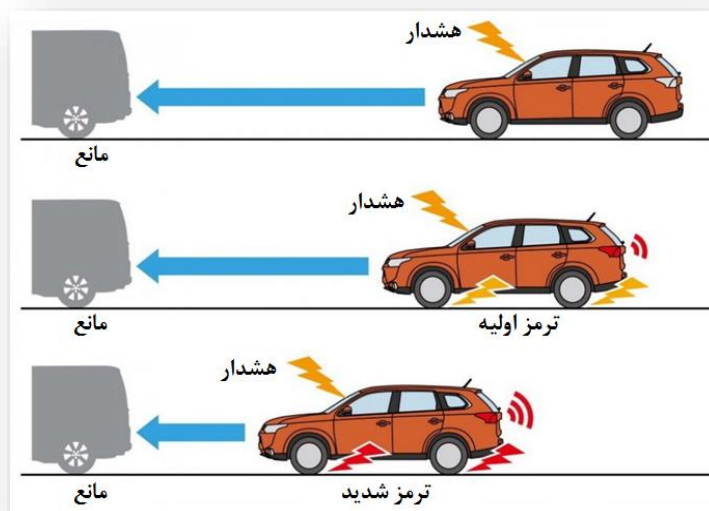 هشدار
مانع
هشدار
مانع
ترمز اولیه
هشدار
مانع
ترمز شدید